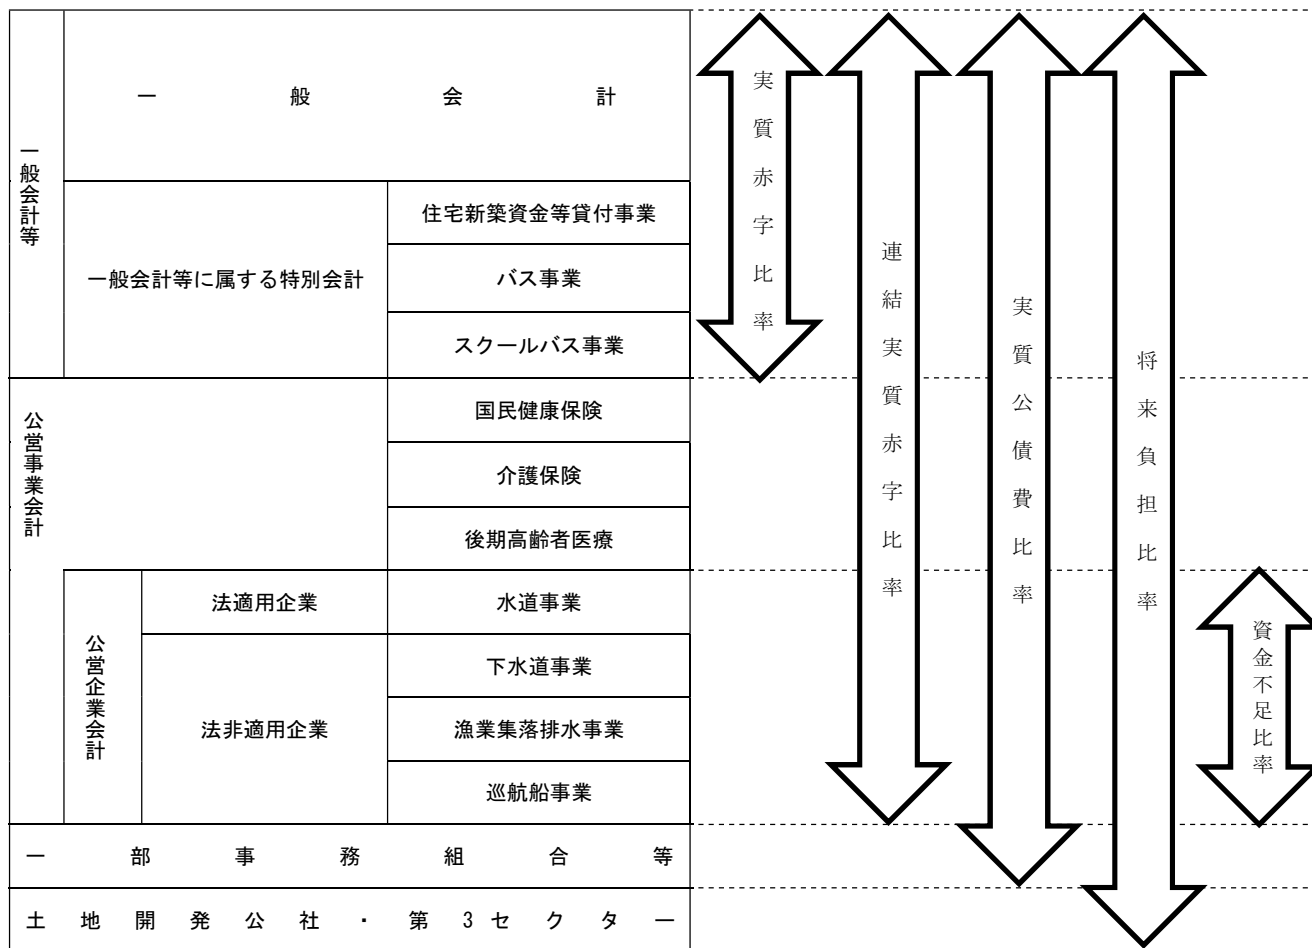 一般会計等
一般会計
一般会計等に属する特別会計
住宅新築資金等貸付事業
バス事業
スクールバス事業
公営事業会計
国民健康保険
介護保険
後期高齢者医療
公営企業会計
法適用企業
水道事業
法非適用企業
下水道事業
漁業集落排水事業
巡航船事業
一部事務組合等
土地開発公社・第3セクター
実質赤字比率
連結実質赤字比率
実質公債費比率
将来負担比率
資金不足比率